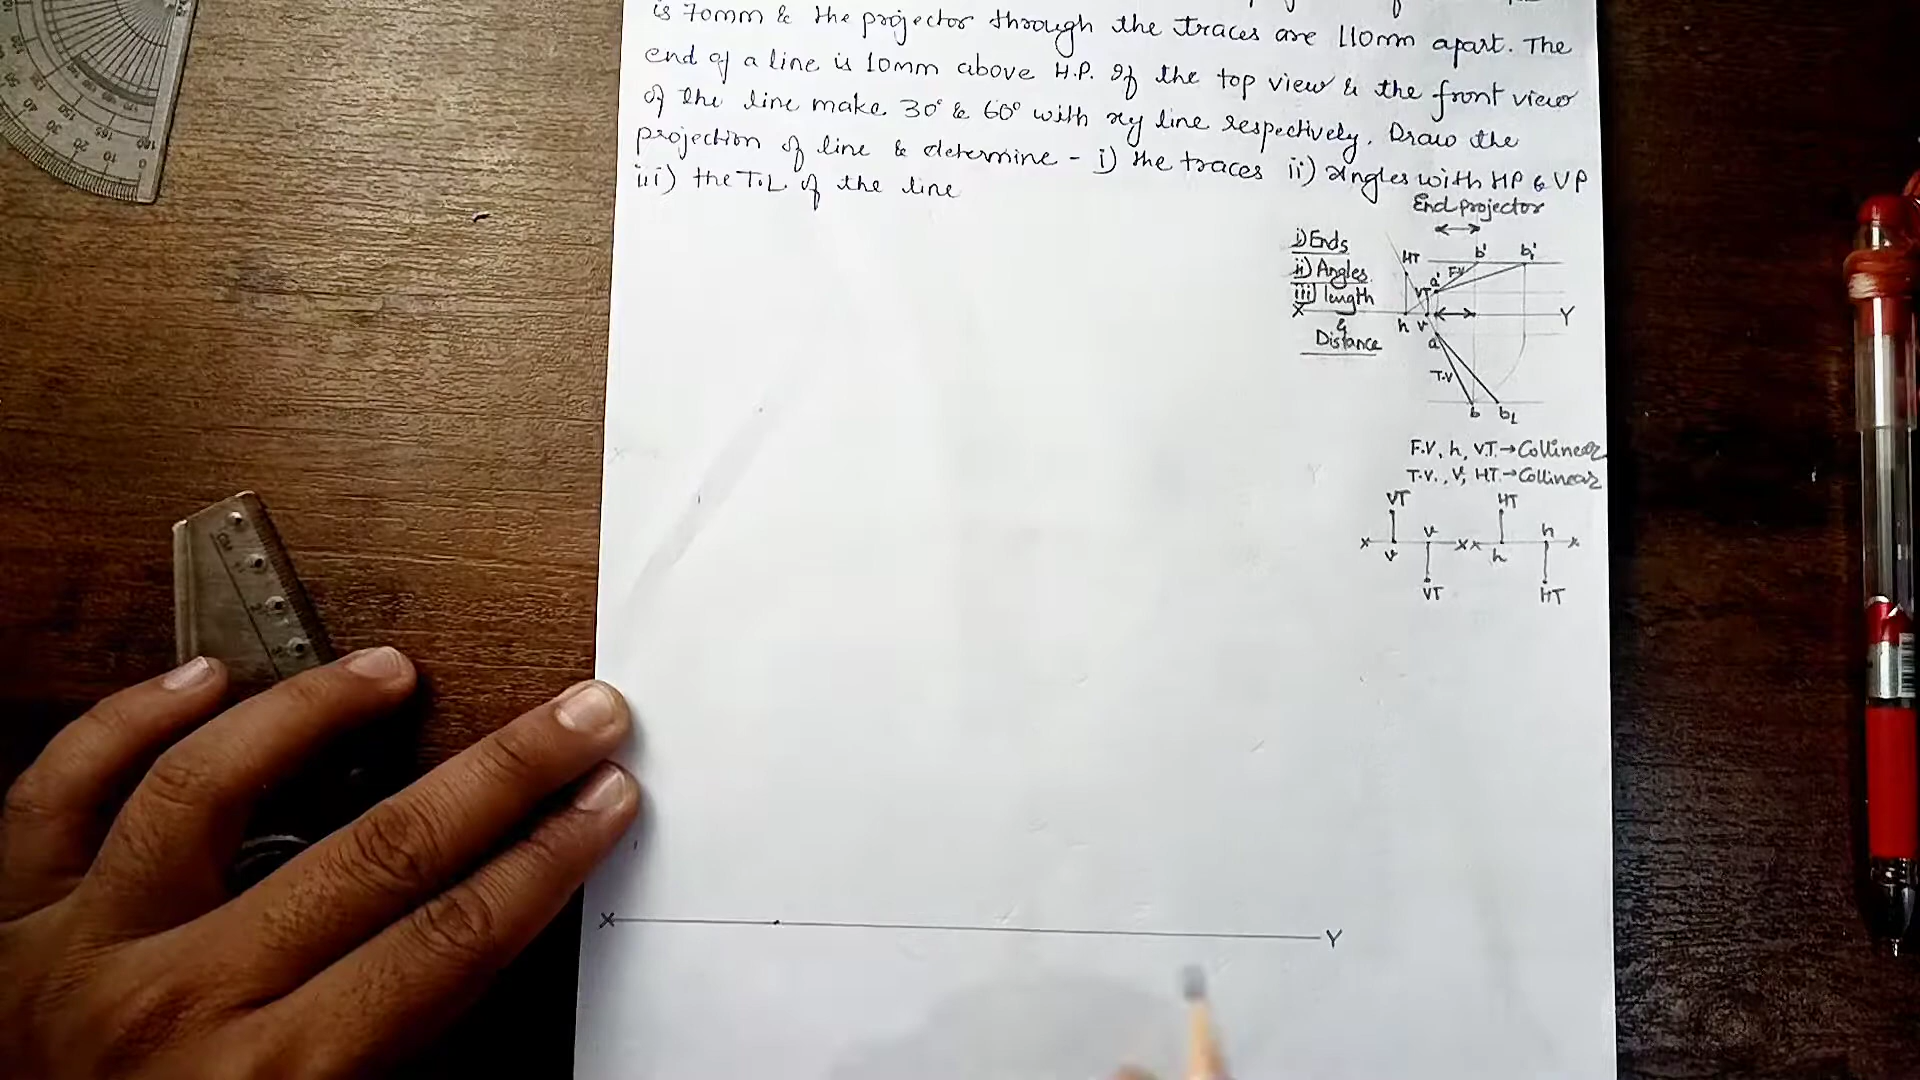 is 70mm & the projector through the traces are 110mm apart. The
end of a line is 10mm above H.P. If the top view & the front view
of the line make 30° & 60° with xy line respectively. Draw the
projection of line & determine - i) the traces ii) Angles with HP & VP
iii) the T.L of the line
End projector
i) Ends
ii) Angles
iii) length
&
Distance
HT
b'
b1'
F.V
a'
VT
X
Y
h v
a
T.V
b
b1
F.V, h, V.T. → Collinear
T.V., V, H.T. → Collinear
VT
HT
v
h
x
x x
x
v
h
VT
HT
X
Y